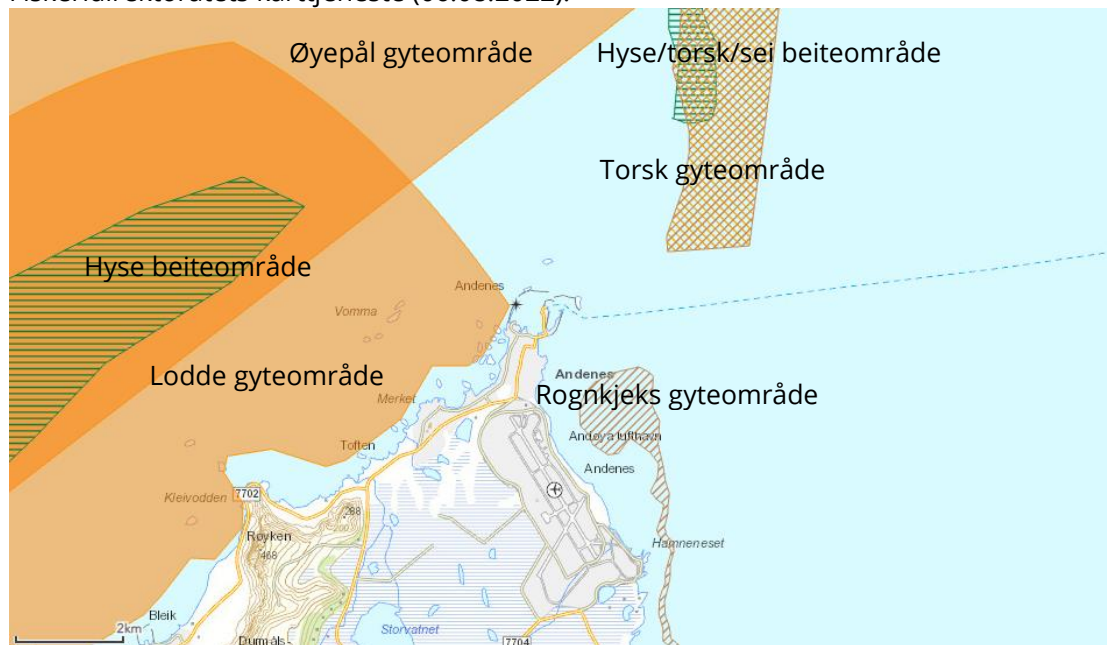 Øyepål gyteområde
Hyse/torsk/sei beiteområde
Torsk gyteområde
Hyse beiteområde
Andenes
Vomma
Lodde gyteområde
Andenes
Rognkjeks gyteområde
Merket
Toften
Andøya lufthavn
Andenes
Kleivodden
7702
288
Røyken
468
Hamneneset
Bleik
2km
Storvatnet
7704